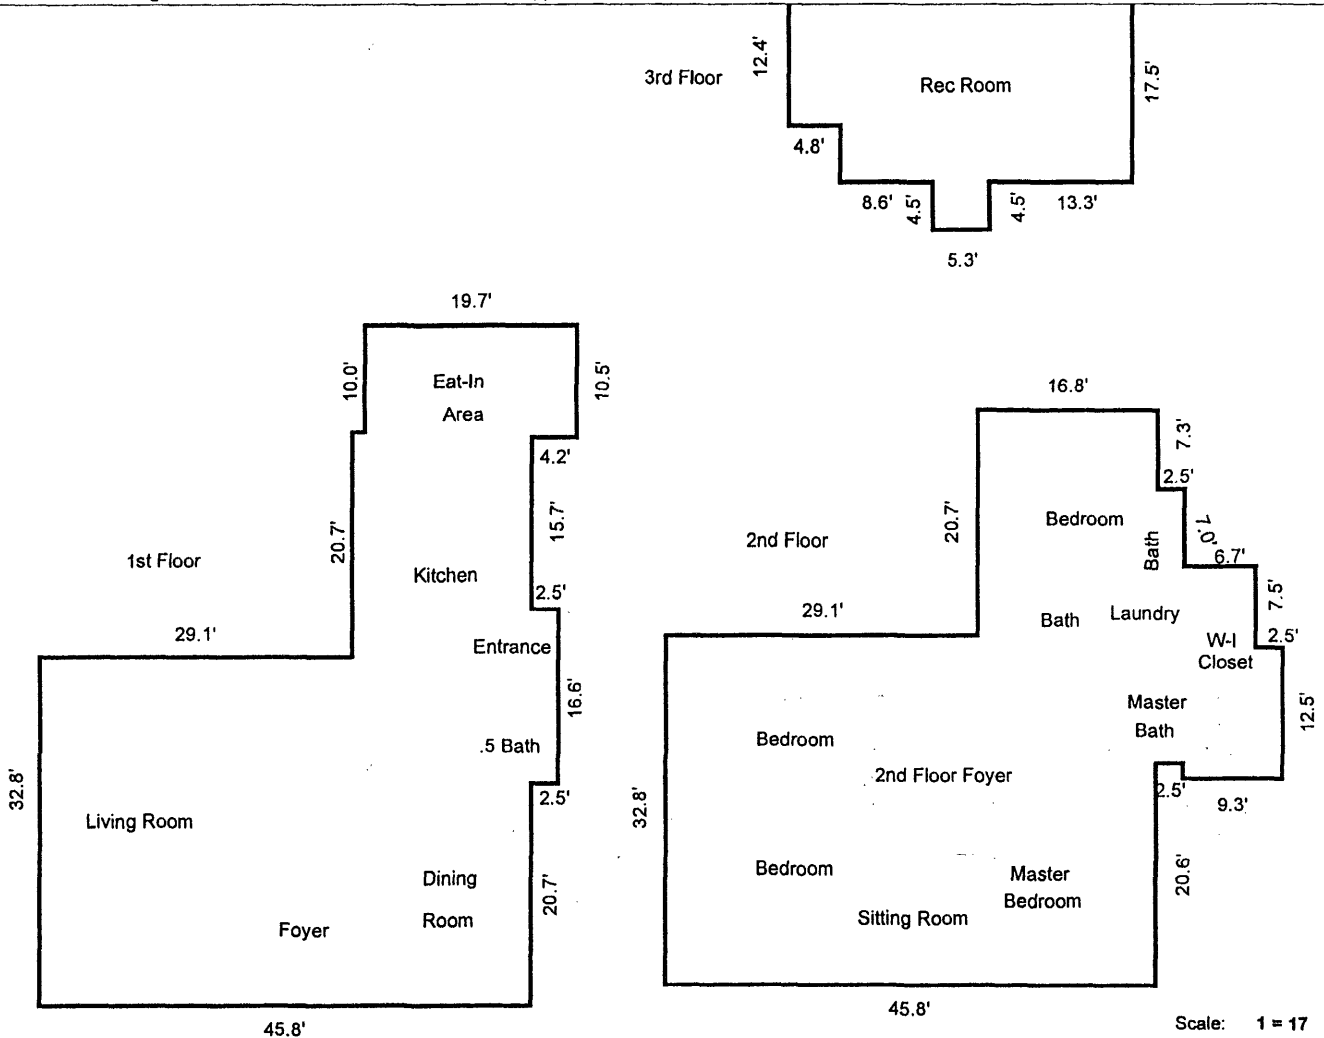 3rd Floor
12.4'
Rec Room
17.5'
4.8'
8.6'
4.5'
4.5'
13.3'
5.3'
19.7'
10.0'
Eat-In
Area
10.5'
4.2'
15.7'
20.7'
1st Floor
Kitchen
2.5'
29.1'
Entrance
16.6'
.5 Bath
2.5'
32.8'
Living Room
Dining
Room
20.7'
Foyer
45.8'
16.8'
7.3'
2.5'
20.7'
Bedroom
Bath
7.0'
6.7'
2nd Floor
7.5'
29.1'
Bath
Laundry
2.5'
W-I
Closet
Master
Bath
12.5'
Bedroom
2nd Floor Foyer
2.5'
9.3'
32.8'
Bedroom
Master
Bedroom
20.6'
Sitting Room
45.8'
Scale: 1 = 17